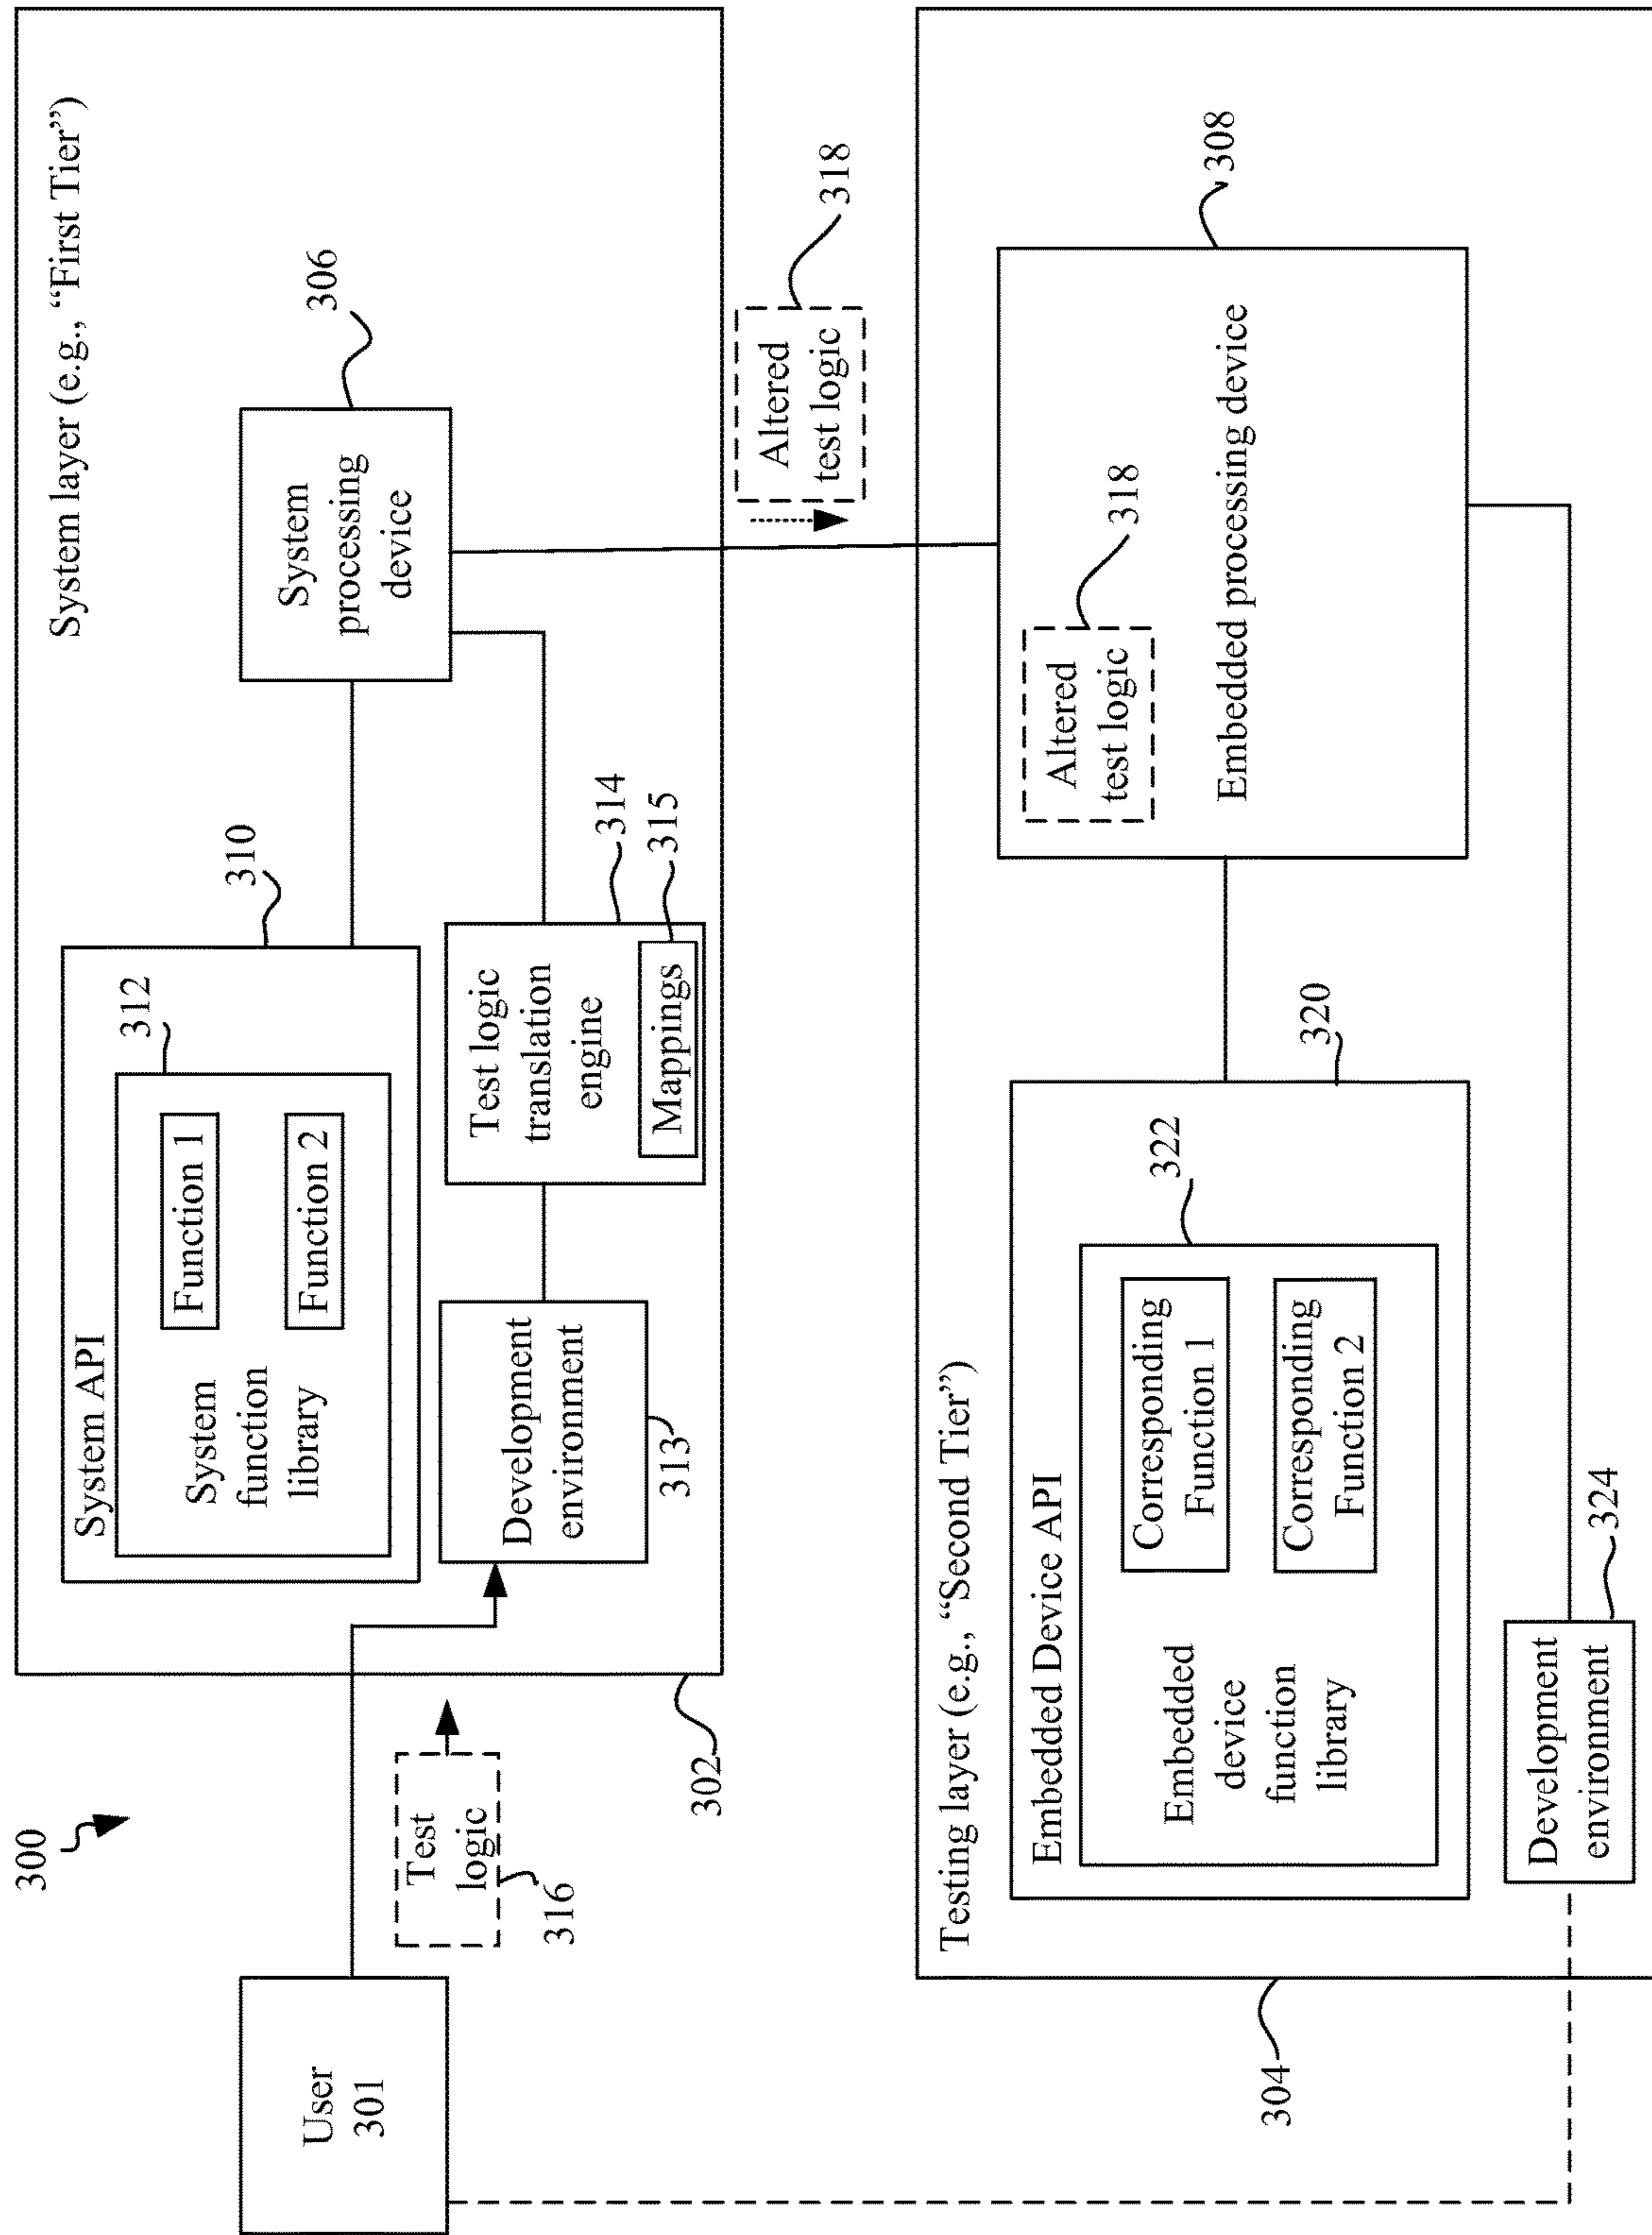 300
User
301
Test
logic
316
302
System layer (e.g., “First Tier”)
System API
310
312
System
function
library
Function 1
Function 2
Development
environment
313
Test logic
translation
engine
Mappings
314
315
System
processing
device
306
Altered
test logic
318
304
Testing layer (e.g., “Second Tier”)
Embedded Device API
320
322
Embedded
device
function
library
Corresponding
Function 1
Corresponding
Function 2
Development
environment
324
Altered
test logic
318
Embedded processing device
308